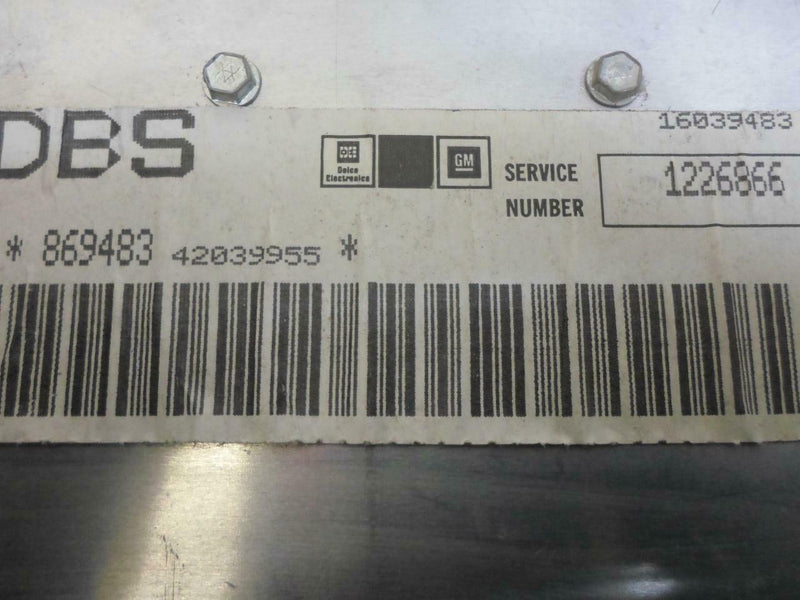 DBS
16039483
Delco
Electronics
GM
SERVICE
NUMBER
1226866
* 869483 42039955 *